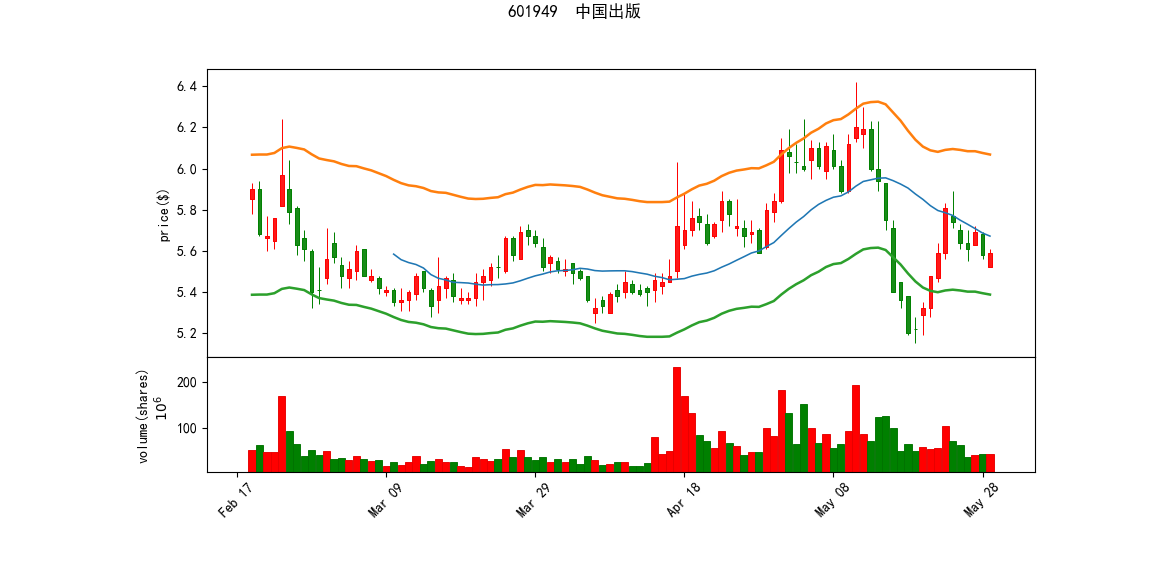 601949 中国出版
price($)
6.4
6.2
6.0
5.8
5.6
5.4
5.2
volume(shares)
10^6
200
100
Feb 17
Mar 09
Mar 29
Apr 18
May 08
May 28